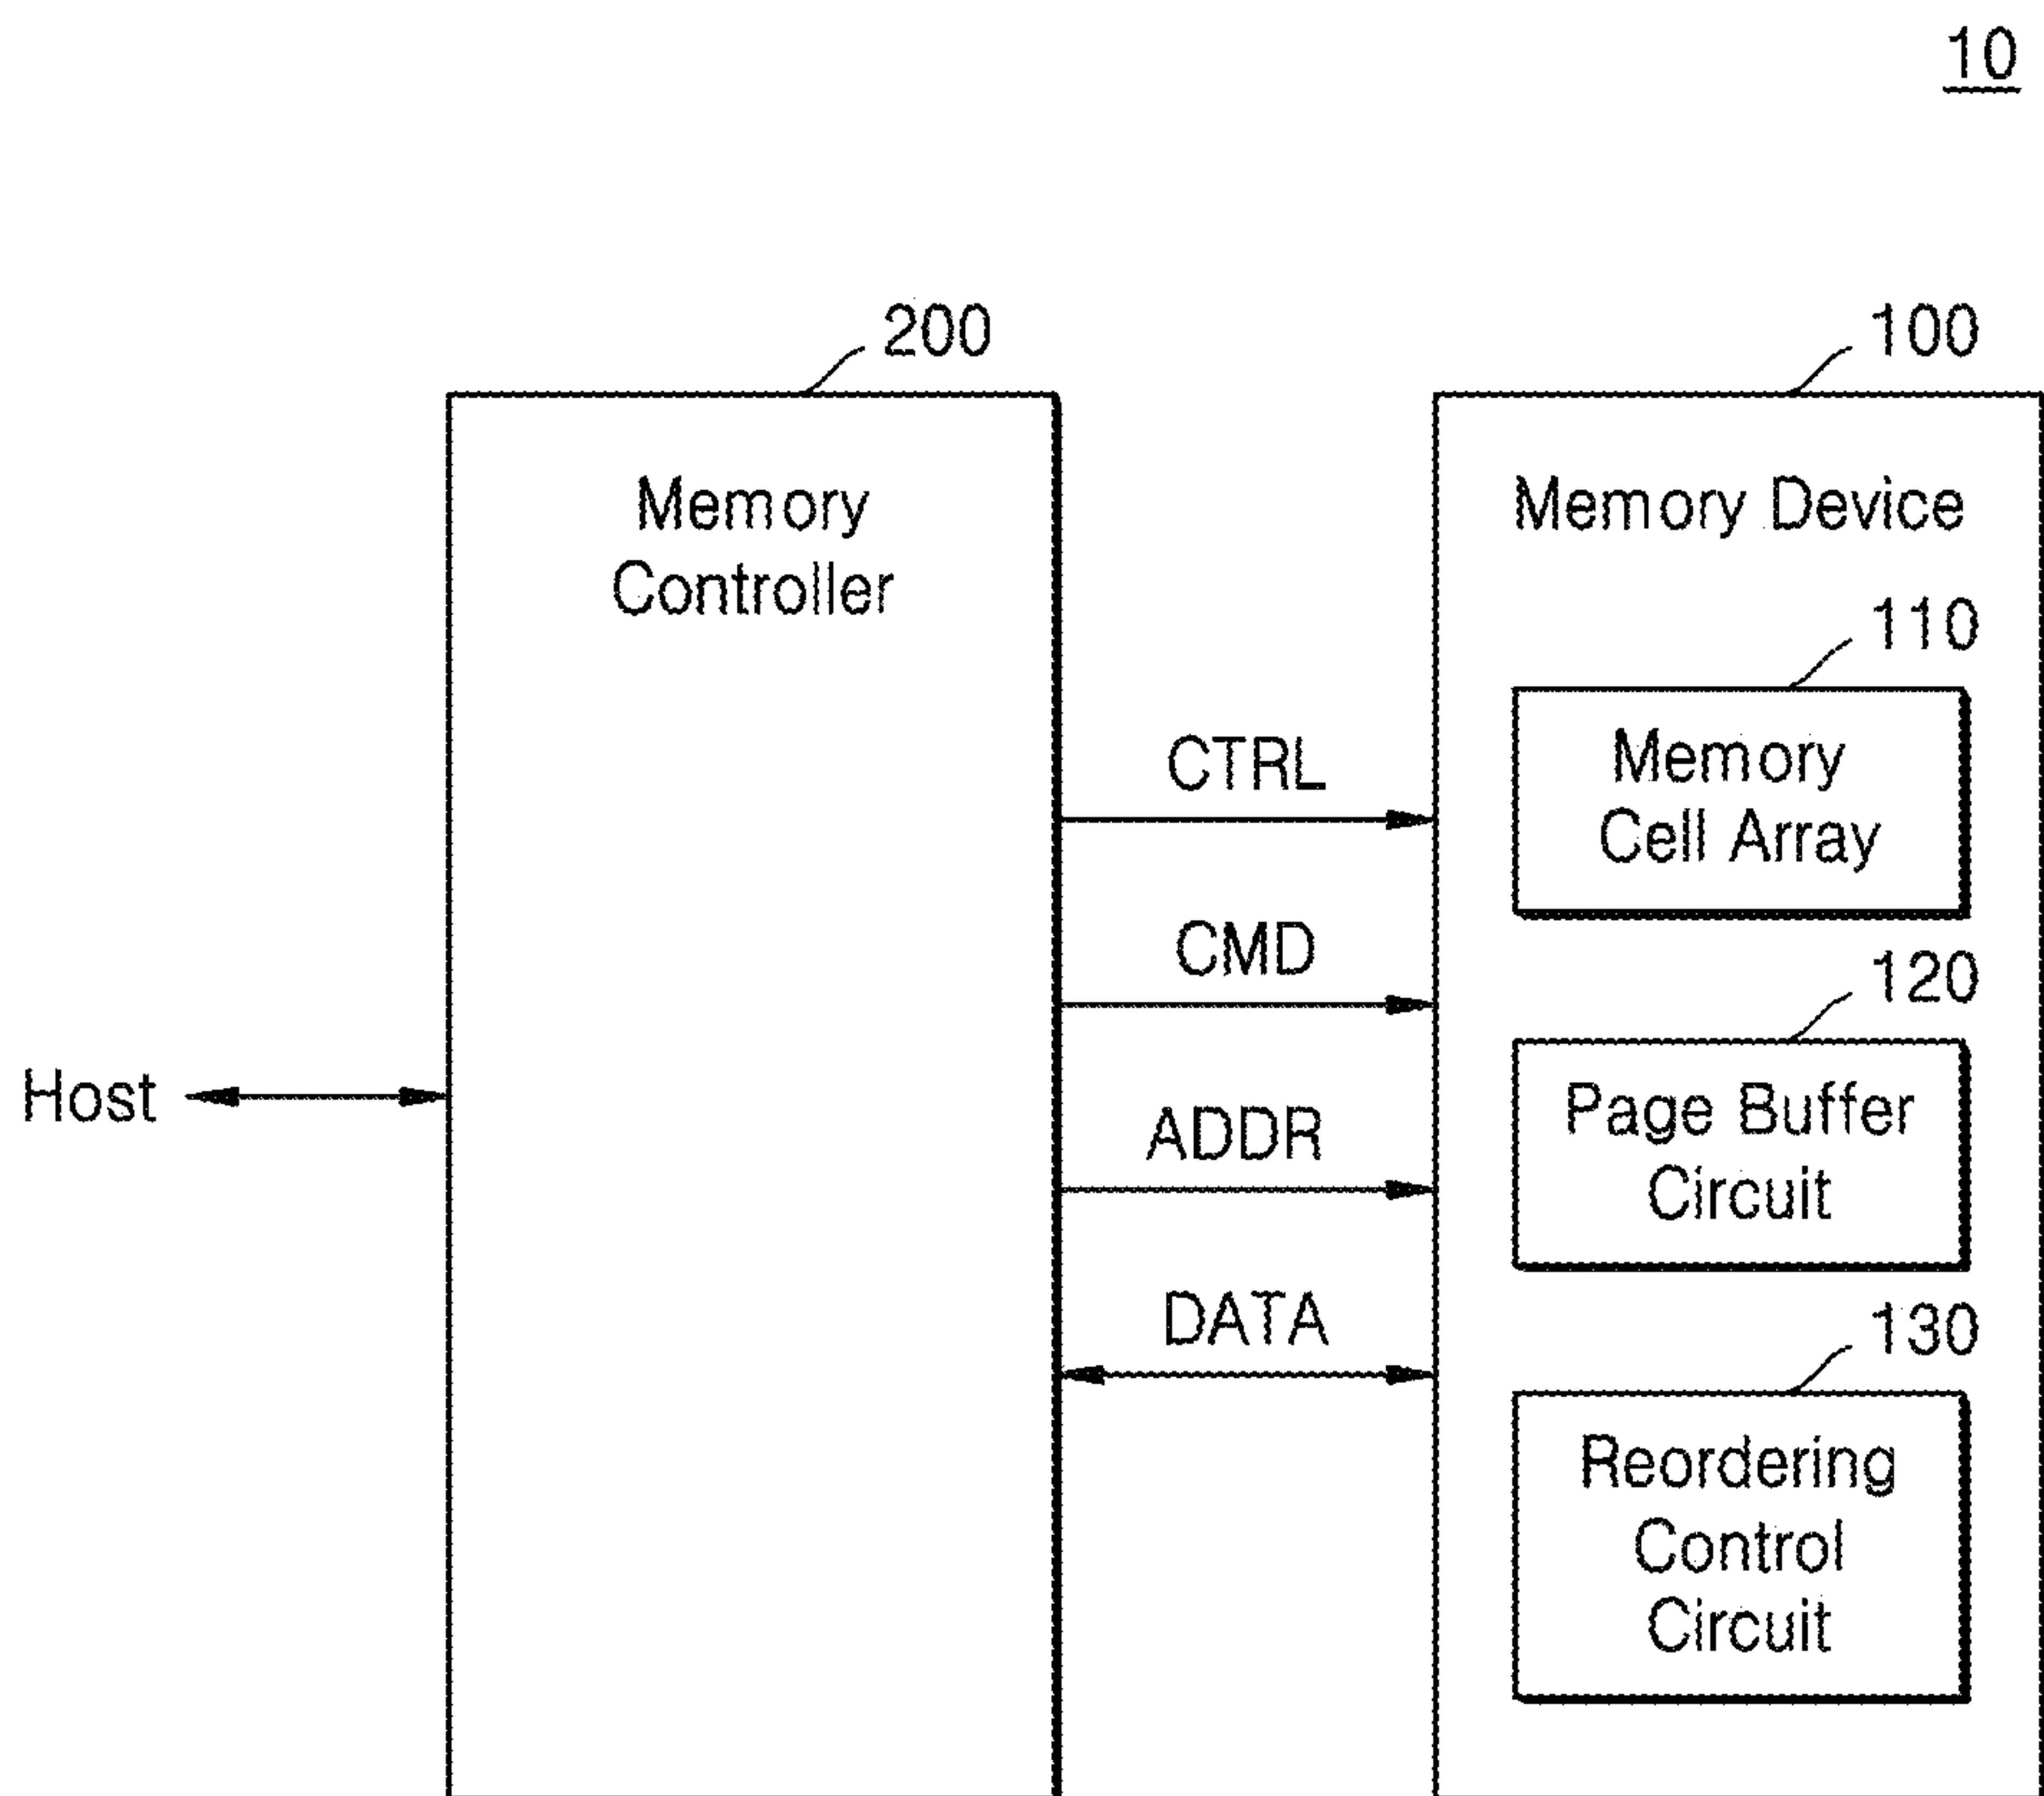 10
200
100
Memory
Controller
Memory Device
110
Memory
Cell Array
CTRL
CMD
120
Page Buffer
Circuit
Host
ADDR
DATA
130
Reordering
Control
Circuit